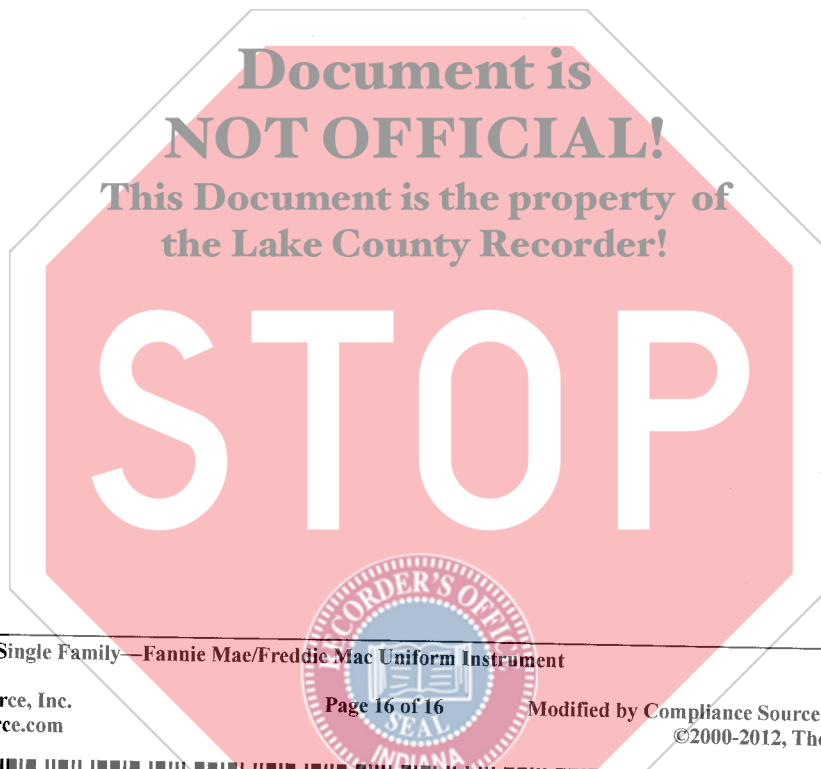 Document is
NOT OFFICIAL!
This Document is the property of
the Lake County Recorder!
STOP
RECORDER'S OFFICE
Single Family—Fannie Mae/Freddie Mac Uniform Instrument
rce, Inc.
Page 16 of 16
Modified by Compliance Source
rce.com
©2000-2012, The
SEAL
INDIANA